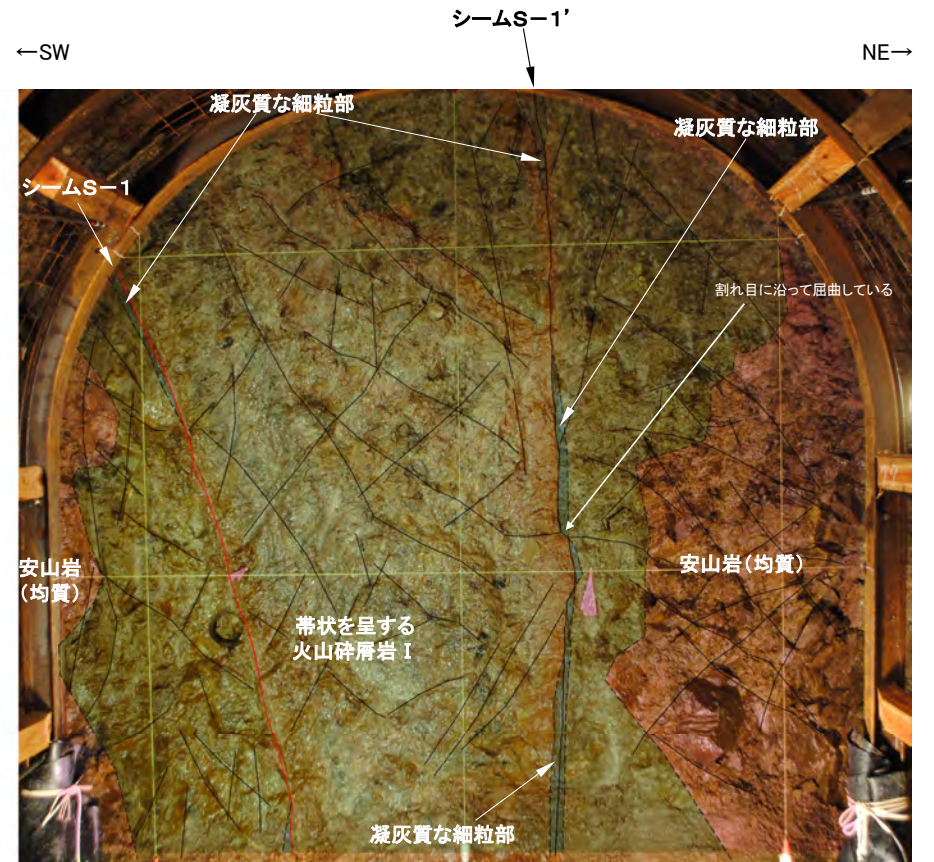 シームS-1'
←SW
NE→
凝灰質な細粒部
凝灰質な細粒部
シームS-1
割れ目に沿って屈曲している
安山岩
(均質)
安山岩(均質)
帯状を呈する
火山砕屑岩Ⅰ
凝灰質な細粒部